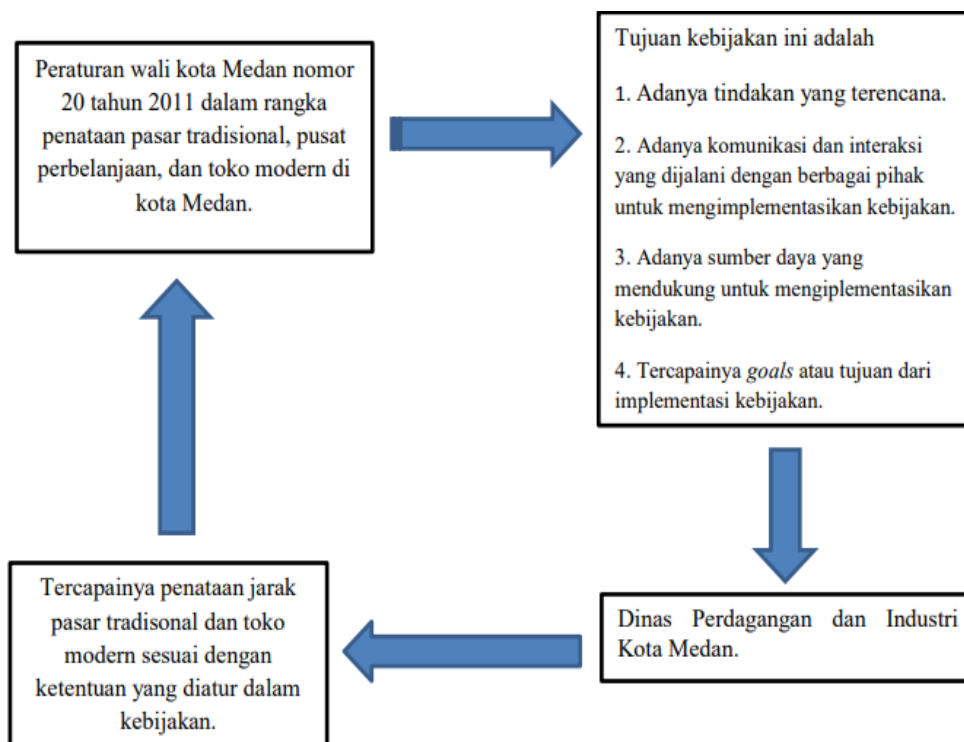 Peraturan wali kota Medan nomor
20 tahun 2011 dalam rangka
penataan pasar tradisional, pusat
perbelanjaan, dan toko modern di
kota Medan.
Tujuan kebijakan ini adalah
1. Adanya tindakan yang terencana.
2. Adanya komunikasi dan interaksi
yang dijalani dengan berbagai pihak
untuk mengimplementasikan kebijakan.
3. Adanya sumber daya yang
mendukung untuk mengiplementasikan
kebijakan.
4. Tercapainya goals atau tujuan dari
implementasi kebijakan.
Dinas Perdagangan dan Industri
Kota Medan.
Tercapainya penataan jarak
pasar tradisonal dan toko
modern sesuai dengan
ketentuan yang diatur dalam
kebijakan.